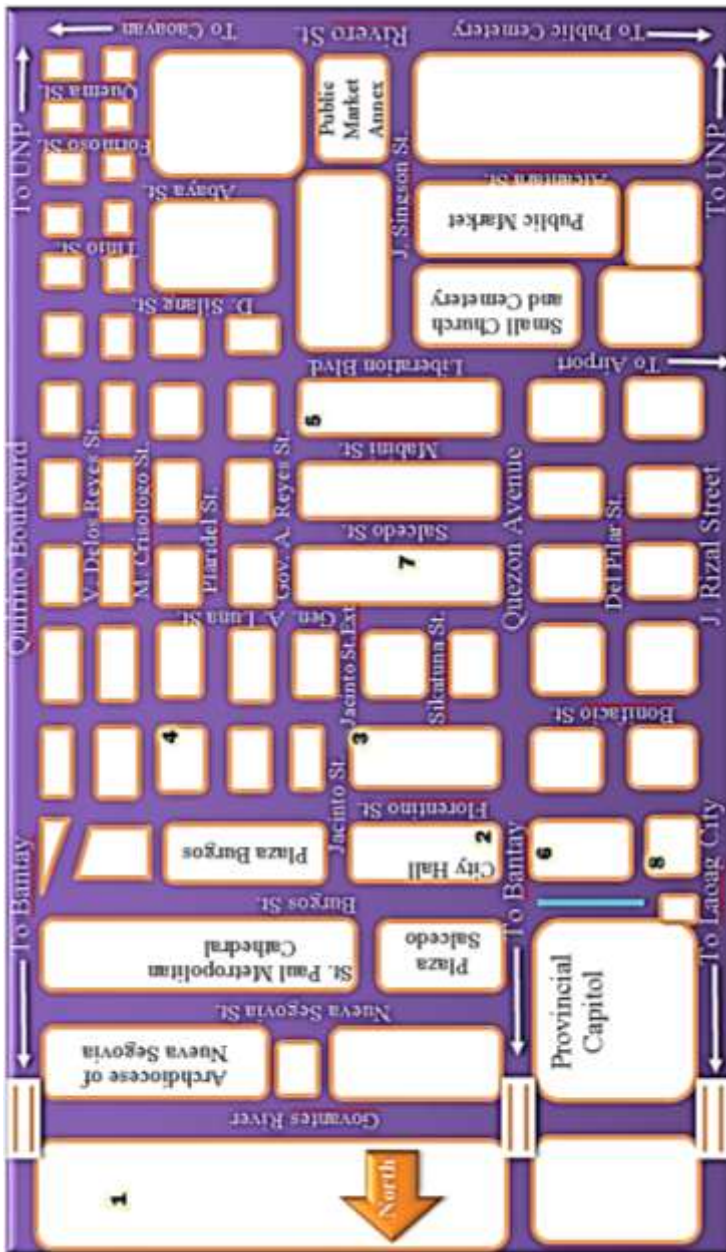 To Caoayan
Rivero St.
To Public Cemetery
To UNP
Quema St.
Formoso St.
Public
Market
Annex
Abaya St.
J. Singson St.
Alcantara St.
To UNP
Public Market
Tinio St.
D. Silang St.
Small Church
and Cemetery
Liberation Blvd
To Airport
5
Quirino Boulevard
V. Delos Reyes St.
M. Crisologo St.
Plaridel St.
Gov. A. Reyes St.
Mabini St.
Quezon Avenue
Del Pilar St.
J. Rizal Street
Salcedo St.
7
Gen. A. Luna St.
Jacinto St.Ext
Sikatuna St.
Bonifacio St.
4
3
Jacinto St.
Florentino St.
To Bantay
Plaza Burgos
City Hall
2
To Bantay
6
8
To Laoag City
Burgos St.
St. Paul Metropolitan
Cathedral
Plaza
Salcedo
Nueva Segovia St.
Provincial
Capitol
Archdiocese of
Nueva Segovia
Govantes River
1
North